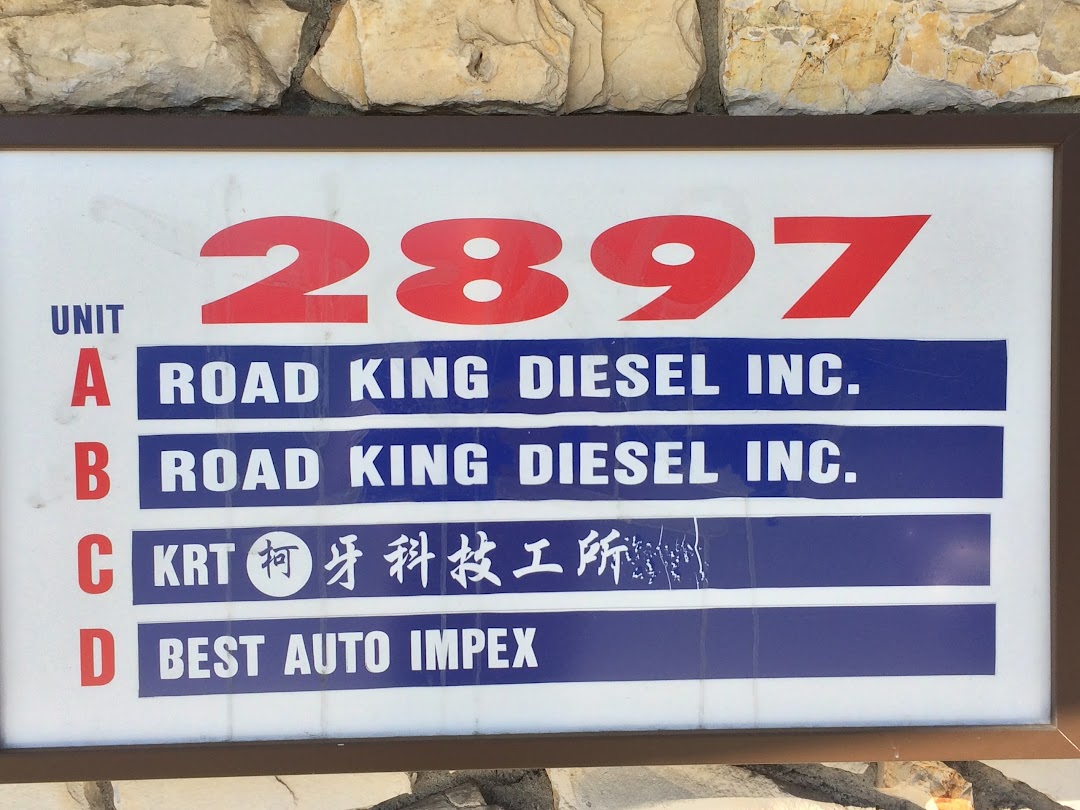 2897
UNIT
A ROAD KING DIESEL INC.
B ROAD KING DIESEL INC.
C KRT 柯 牙科技工所
D BEST AUTO IMPEX